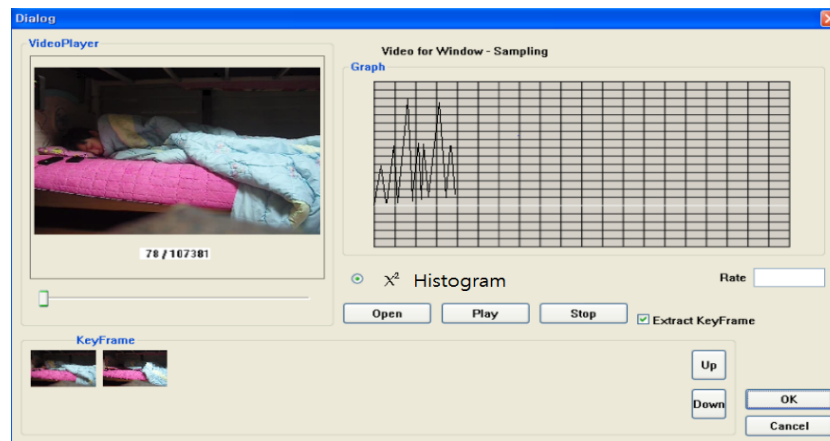 Dialog
VideoPlayer
78 / 107381
Video for Window - Sampling
Graph
X² Histogram
Rate
Open
Play
Stop
Extract KeyFrame
KeyFrame
Up
Down
OK
Cancel